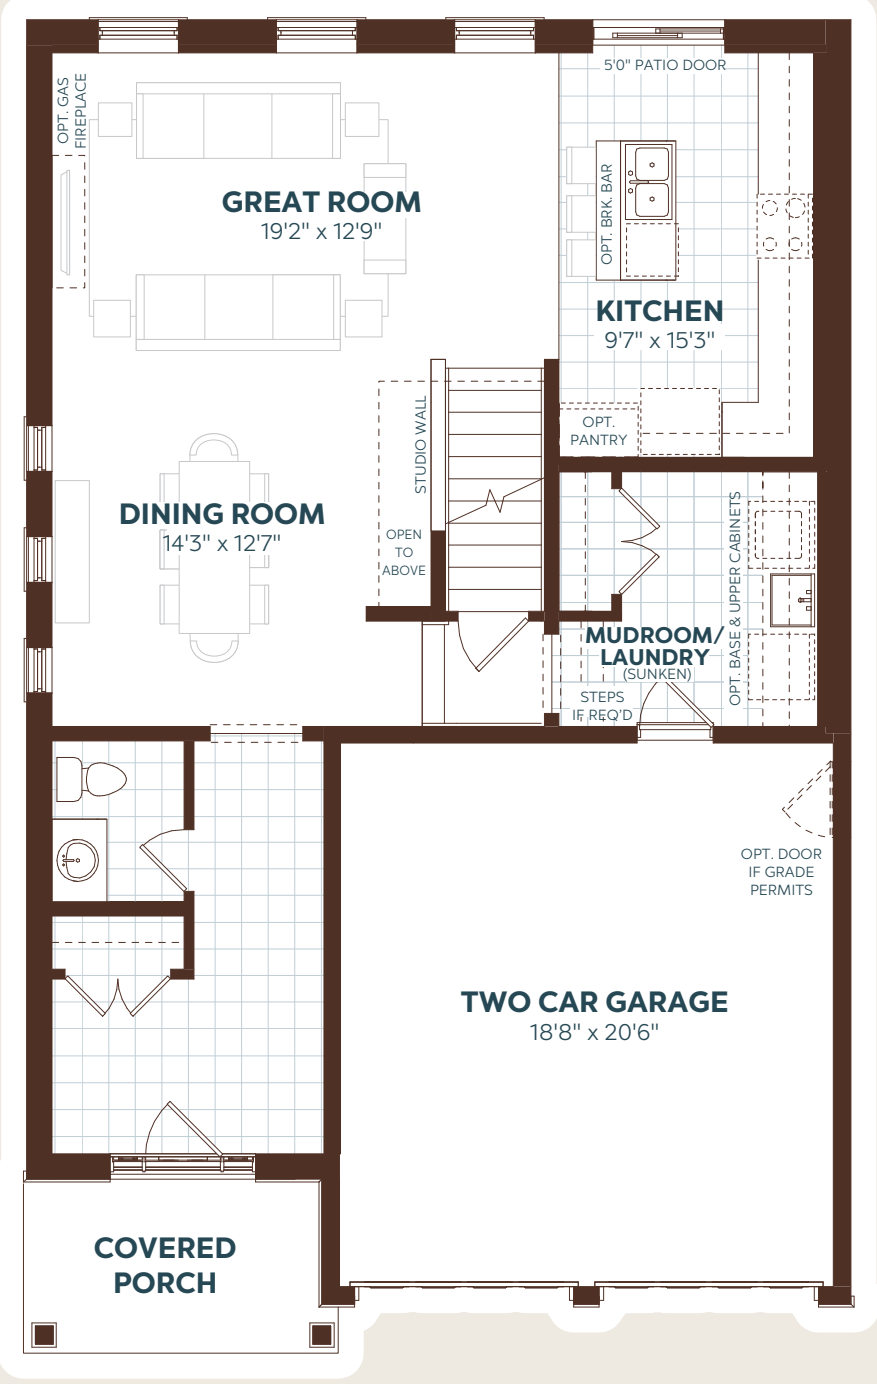 5'0" PATIO DOOR
OPT. GAS
FIREPLACE
GREAT ROOM
19'2" x 12'9"
OPT. BRK. BAR
KITCHEN
9'7" x 15'3"
OPT.
PANTRY
STUDIO WALL
DINING ROOM
14'3" x 12'7"
OPEN
TO
ABOVE
OPT. BASE & UPPER CABINETS
MUDROOM/
LAUNDRY
(SUNKEN)
STEPS
IF REQ'D
OPT. DOOR
IF GRADE
PERMITS
TWO CAR GARAGE
18'8" x 20'6"
COVERED
PORCH